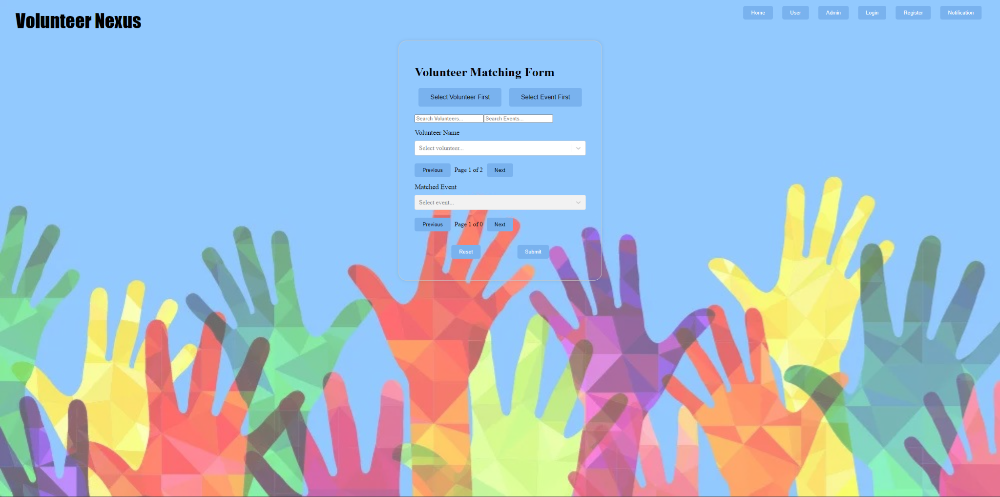 Volunteer Nexus
Home User Admin Login Register Notification
Volunteer Matching Form
Select Volunteer First Select Event First
Search Volunteers... Search Events...
Volunteer Name
Select volunteer...
Previous Page 1 of 2 Next
Matched Event
Select event...
Previous Page 1 of 0 Next
Reset Submit